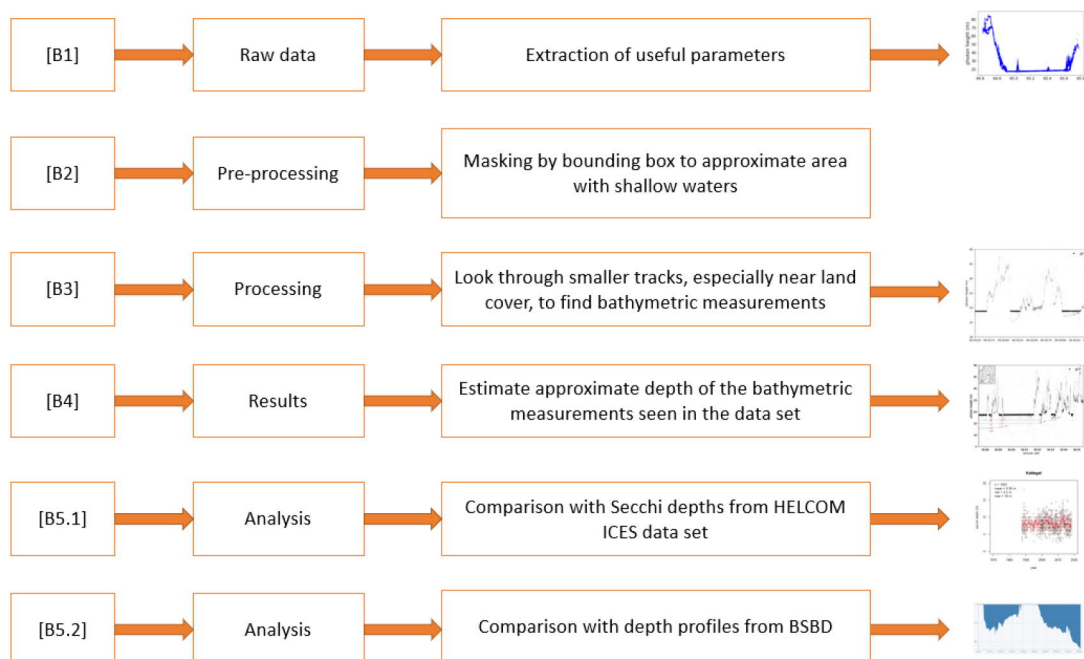 [B1]
Raw data
Extraction of useful parameters
[B2]
Pre-processing
Masking by bounding box to approximate area
with shallow waters
[B3]
Processing
Look through smaller tracks, especially near land
cover, to find bathymetric measurements
[B4]
Results
Estimate approximate depth of the bathymetric
measurements seen in the data set
[B5.1]
Analysis
Comparison with Secchi depths from HELCOM
ICES data set
[B5.2]
Analysis
Comparison with depth profiles from BSBD